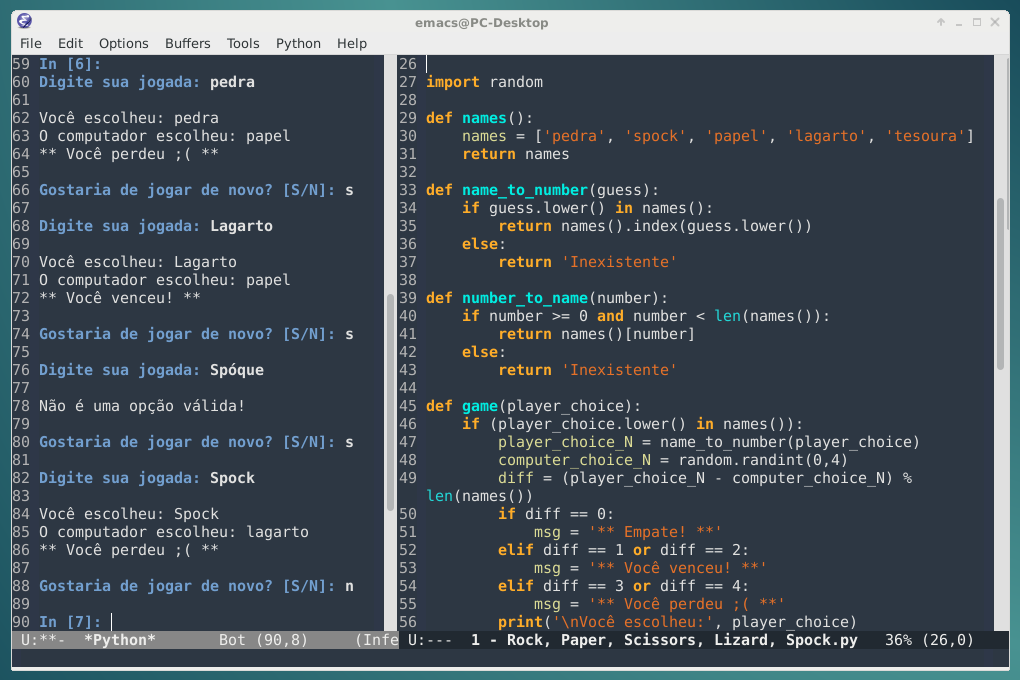 emacs@PC-Desktop
File Edit Options Buffers Tools Python Help
59 In [6]:
60 Digite sua jogada: pedra
61
62 Você escolheu: pedra
63 O computador escolheu: papel
64 ** Você perdeu ;( **
65
66 Gostaria de jogar de novo? [S/N]: s
67
68 Digite sua jogada: Lagarto
69
70 Você escolheu: Lagarto
71 O computador escolheu: papel
72 ** Você venceu! **
73
74 Gostaria de jogar de novo? [S/N]: s
75
76 Digite sua jogada: Spóque
77
78 Não é uma opção válida!
79
80 Gostaria de jogar de novo? [S/N]: s
81
82 Digite sua jogada: Spock
83
84 Você escolheu: Spock
85 O computador escolheu: lagarto
86 ** Você perdeu ;( **
87
88 Gostaria de jogar de novo? [S/N]: n
89
90 In [7]:
U:**- *Python* Bot (90,8) (Infe
26
27 import random
28
29 def names():
30     names = ['pedra', 'spock', 'papel', 'lagarto', 'tesoura']
31     return names
32
33 def name_to_number(guess):
34     if guess.lower() in names():
35         return names().index(guess.lower())
36     else:
37         return 'Inexistente'
38
39 def number_to_name(number):
40     if number >= 0 and number < len(names()):
41         return names()[number]
42     else:
43         return 'Inexistente'
44
45 def game(player_choice):
46     if (player_choice.lower() in names()):
47         player_choice_N = name_to_number(player_choice)
48         computer_choice_N = random.randint(0,4)
49         diff = (player_choice_N - computer_choice_N) %
len(names())
50         if diff == 0:
51             msg = '** Empate! **'
52         elif diff == 1 or diff == 2:
53             msg = '** Você venceu! **'
54         elif diff == 3 or diff == 4:
55             msg = '** Você perdeu ;( **'
56         print('\nVocê escolheu:', player_choice)
U:--- 1 - Rock, Paper, Scissors, Lizard, Spock.py 36% (26,0)